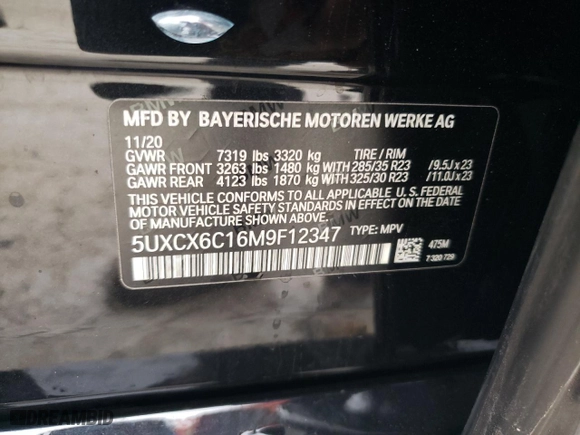 MFD BY BAYERISCHE MOTOREN WERKE AG
11/20
GVWR 7319 lbs 3320 kg TIRE / RIM
GAWR FRONT 3263 lbs 1480 kg WITH 285/35 R23 /9.5J x 23
GAWR REAR 4123 lbs 1870 kg WITH 325/30 R23 /11.0J x 23
THIS VEHICLE CONFORMS TO ALL APPLICABLE U.S. FEDERAL
MOTOR VEHICLE SAFETY STANDARDS IN EFFECT ON THE DATE
OF MANUFACTURE SHOWN ABOVE.
5UXCX6C16M9F12347 TYPE: MPV
475M
7 320 729
DREAMBID